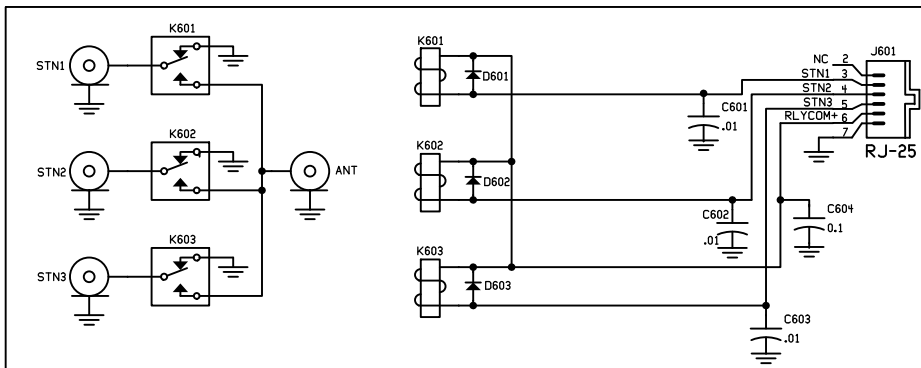 K601
STN1
K602
STN2
ANT
K603
STN3
K601
D601
C601
.01
K602
D602
C602
.01
K603
D603
C603
.01
C604
0.1
J601
NC 2
STN1 3
STN2 4
STN3 5
RLYCOM+ 6
7
RJ-25